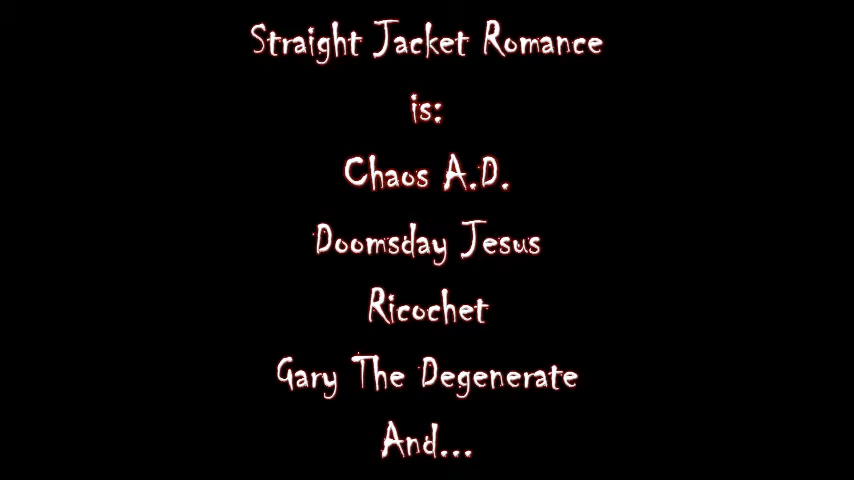 Straight Jacket Romance
is:
Chaos A.D.
Doomsday Jesus
Ricochet
Gary The Degenerate
And...